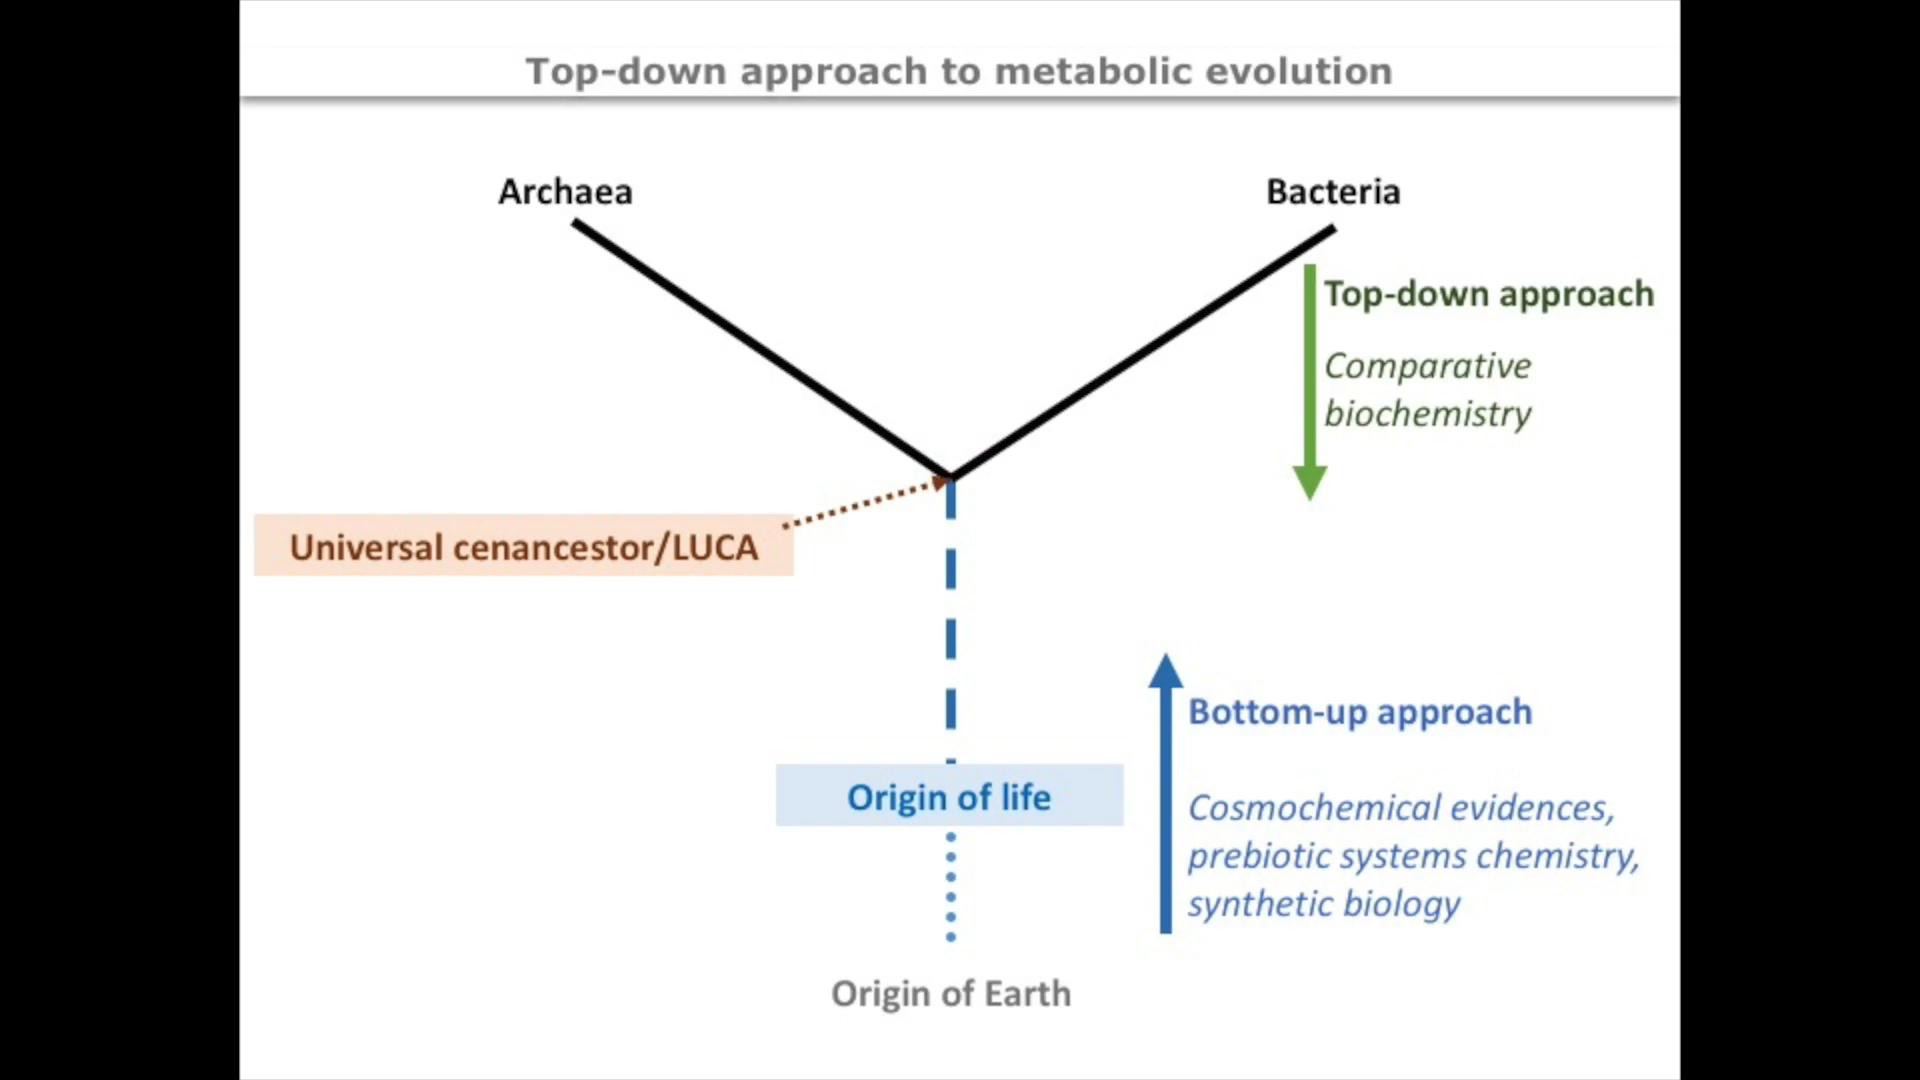 Top-down approach to metabolic evolution
Archaea
Bacteria
Top-down approach
Comparative
biochemistry
Universal cenancestor/LUCA
Bottom-up approach
Origin of life
Cosmochemical evidences,
prebiotic systems chemistry,
synthetic biology
Origin of Earth